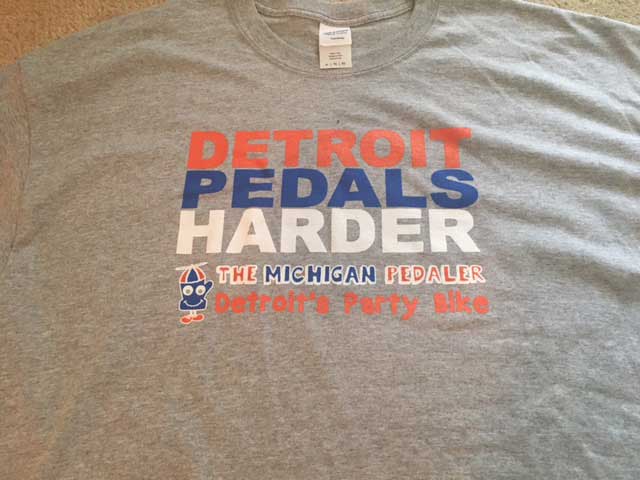 DETROIT
PEDALS
HARDER
THE MICHIGAN PEDALER
Detroit's Party Bike